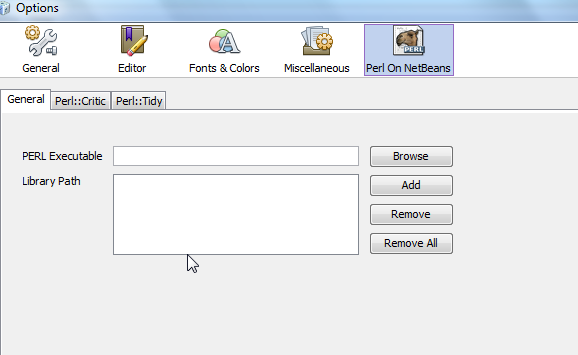 Options
General Editor Fonts & Colors Miscellaneous PERL Perl On NetBeans
General Perl::Critic Perl::Tidy
PERL Executable Browse
Library Path Add
Remove
Remove All